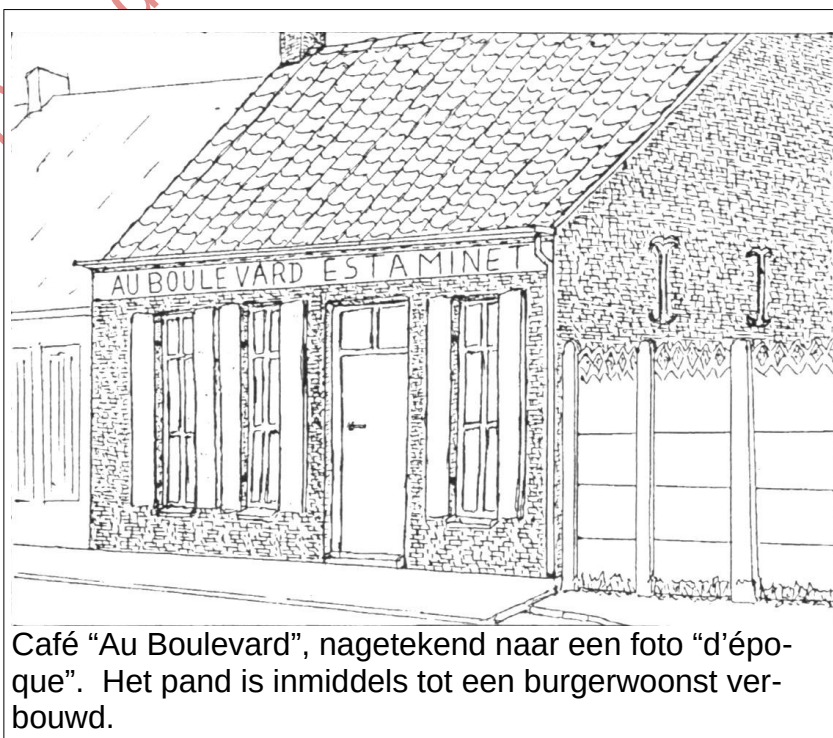 AU BOULEVARD ESTAMINET
Café “Au Boulevard”, nagetekend naar een foto “d’épo-
que”.  Het pand is inmiddels tot een burgerwoonst ver-
bouwd.